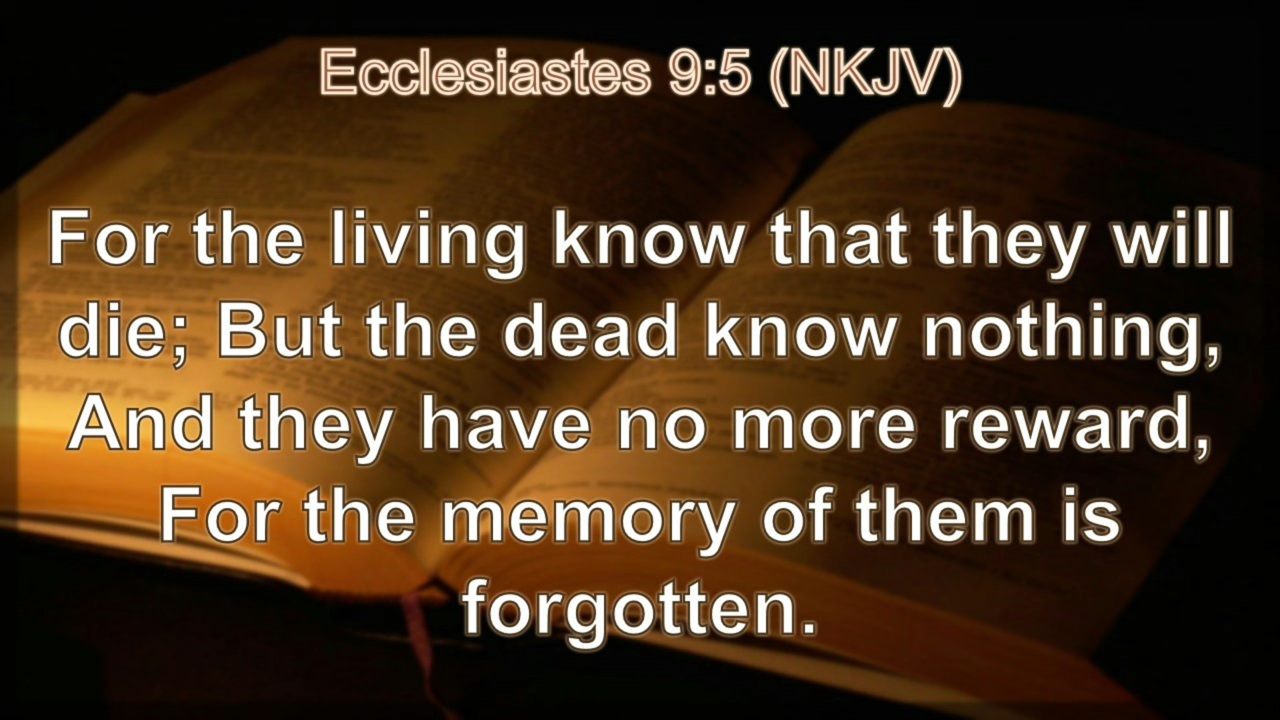 Ecclesiastes 9:5 (NKJV)
For the living know that they will
die; But the dead know nothing,
And they have no more reward,
For the memory of them is
forgotten.